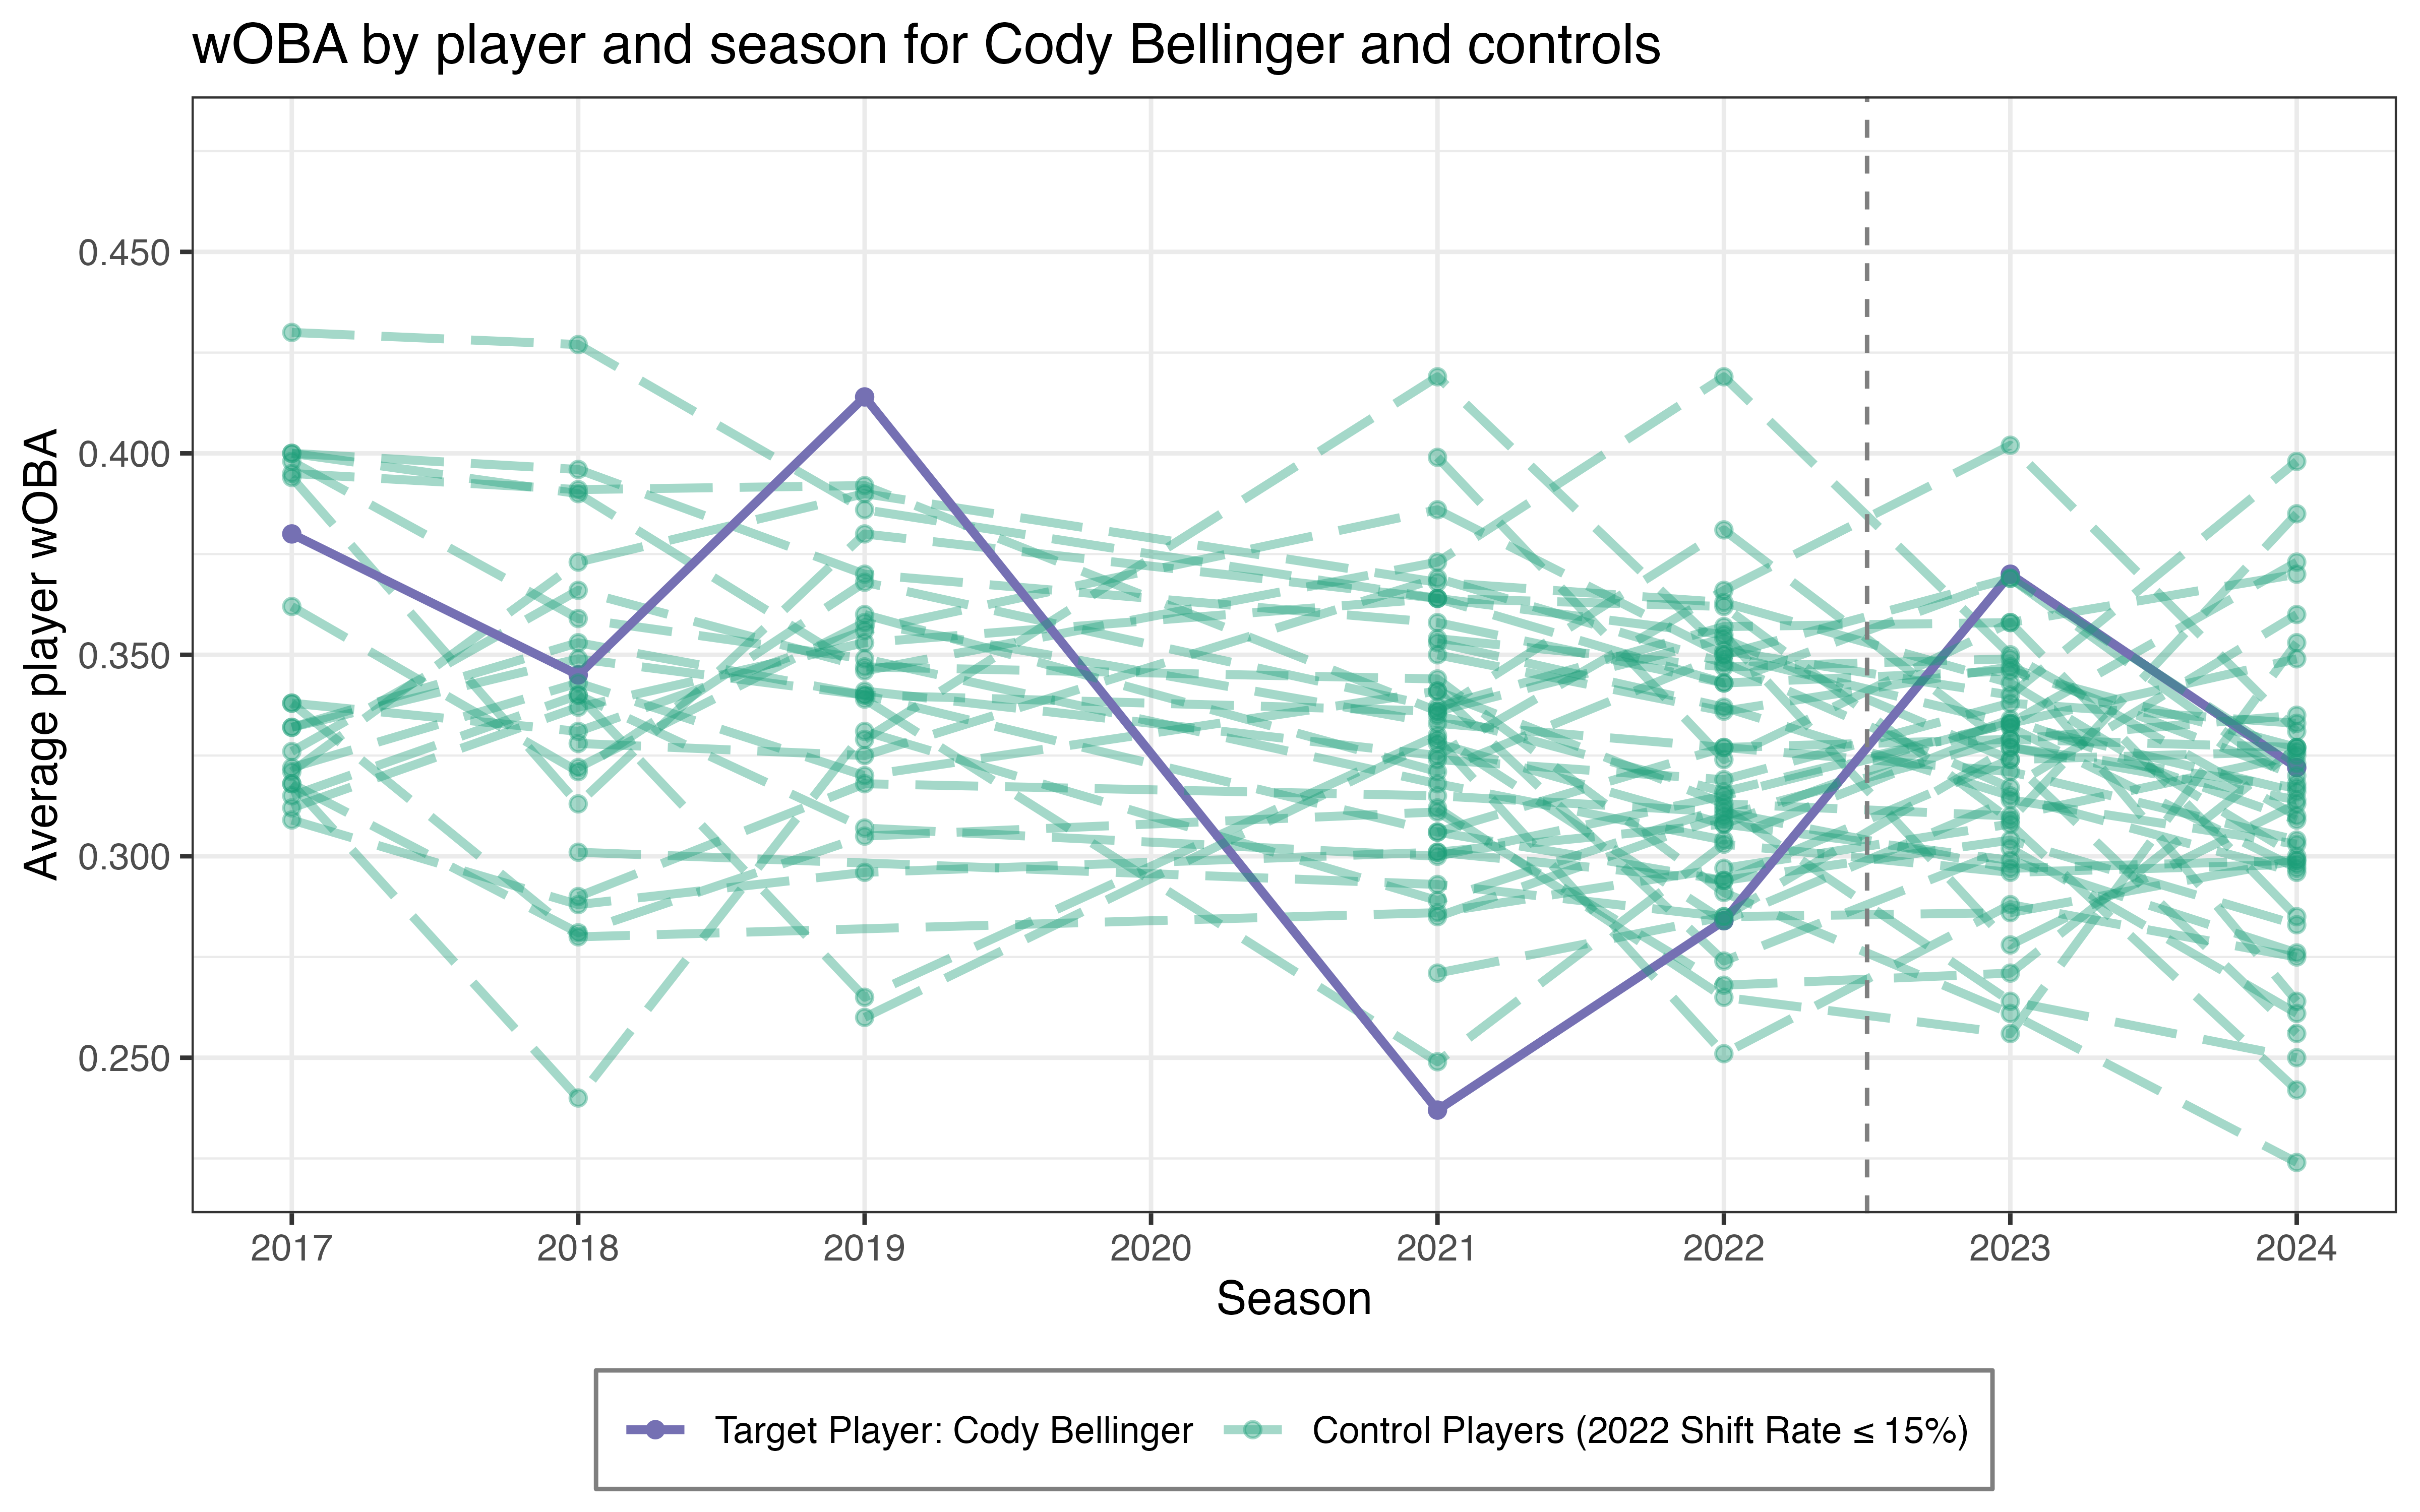 wOBA by player and season for Cody Bellinger and controls
Average player wOBA
0.450
0.400
0.350
0.300
0.250
2017 2018 2019 2020 2021 2022 2023 2024
Season
Target Player: Cody Bellinger Control Players (2022 Shift Rate ≤ 15%)